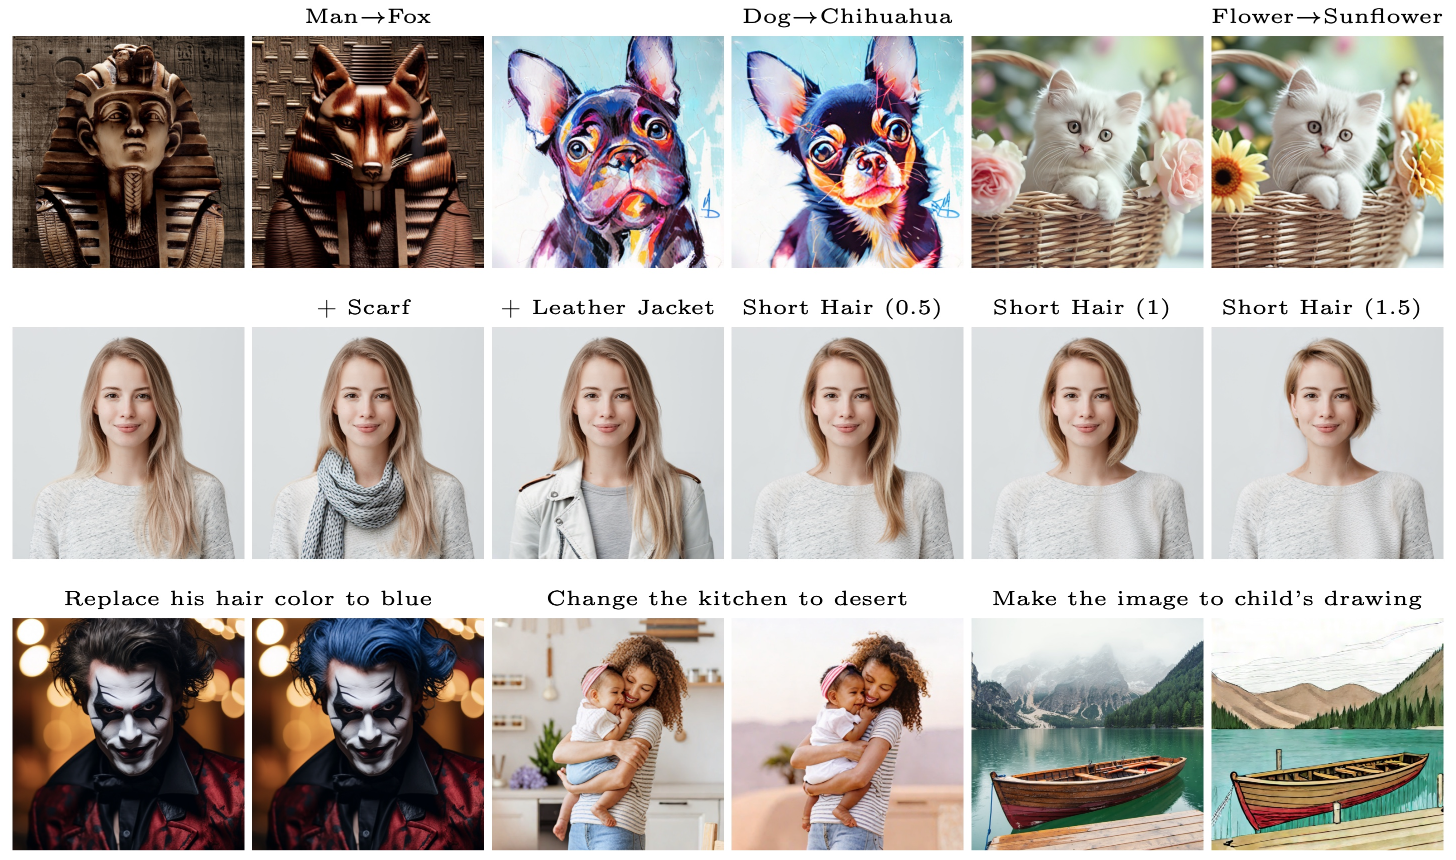 Man→Fox
Dog→Chihuahua
Flower→Sunflower
+ Scarf
+ Leather Jacket
Short Hair (0.5)
Short Hair (1)
Short Hair (1.5)
Replace his hair color to blue
Change the kitchen to desert
Make the image to child's drawing